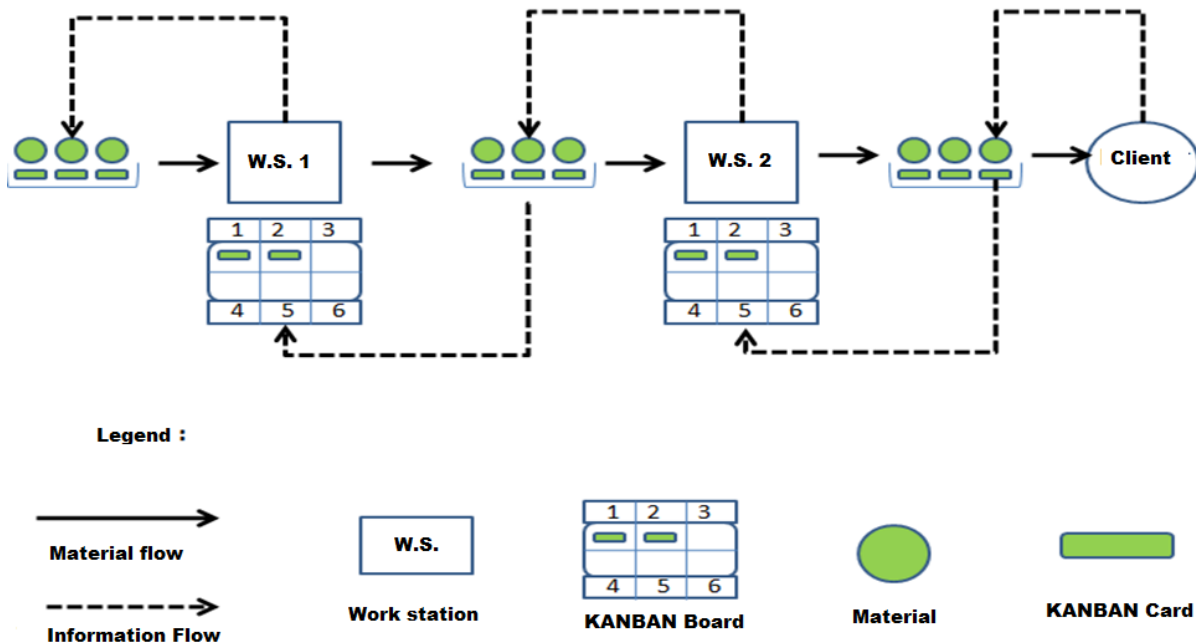 W.S. 1
W.S. 2
Client
1 2 3
4 5 6
1 2 3
4 5 6
Legend :
Material flow
Information Flow
W.S.
Work station
1 2 3
4 5 6
KANBAN Board
Material
KANBAN Card